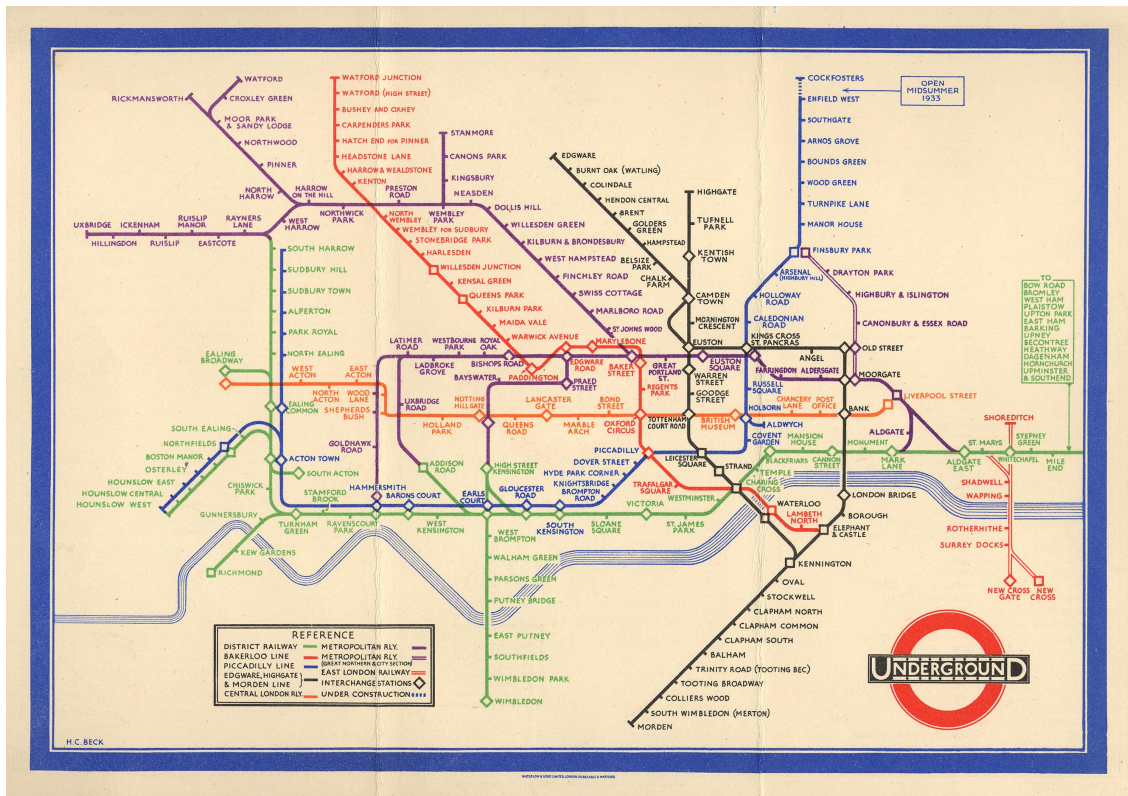 WATFORD
RICKMANSWORTH
CROXLEY GREEN
MOOR PARK
& SANDY LODGE
NORTHWOOD
PINNER
NORTH
HARROW
HARROW
ON THE HILL
NORTHWICK
PARK
PRESTON
ROAD
WEMBLEY
PARK
STANMORE
CANONS PARK
KINGSBURY
NEASDEN
DOLLIS HILL
WILLESDEN GREEN
KILBURN & BRONDESBURY
WEST HAMPSTEAD
FINCHLEY ROAD
SWISS COTTAGE
MARLBORO ROAD
ST JOHNS WOOD
UXBRIDGE
HILLINGDON
ICKENHAM
RUISLIP
RUISLIP
MANOR
EASTCOTE
RAYNERS
LANE
WEST
HARROW
WATFORD JUNCTION
WATFORD (HIGH STREET)
BUSHEY AND OXHEY
CARPENDERS PARK
HATCH END FOR PINNER
HEADSTONE LANE
HARROW & WEALDSTONE
KENTON
NORTH
WEMBLEY
WEMBLEY FOR SUDBURY
STONEBRIDGE PARK
HARLESDEN
WILLESDEN JUNCTION
KENSAL GREEN
QUEENS PARK
KILBURN PARK
MAIDA VALE
WARWICK AVENUE
PADDINGTON
EDGWARE
ROAD
MARYLEBONE
BAKER
STREET
REGENTS
PARK
OXFORD
CIRCUS
PICCADILLY
TRAFALGAR
SQUARE
EDGWARE
BURNT OAK (WATLING)
COLINDALE
HENDON CENTRAL
BRENT
GOLDERS
GREEN
HAMPSTEAD
BELSIZE
PARK
CHALK
FARM
HIGHGATE
TUFNELL
PARK
KENTISH
TOWN
CAMDEN
TOWN
MORNINGTON
CRESCENT
EUSTON
WARREN
STREET
GOODGE
STREET
TOTTENHAM
COURT ROAD
LEICESTER
SQUARE
STRAND
CHARING
CROSS
WATERLOO
LAMBETH
NORTH
ELEPHANT
& CASTLE
KENNINGTON
OVAL
STOCKWELL
CLAPHAM NORTH
CLAPHAM COMMON
CLAPHAM SOUTH
BALHAM
TRINITY ROAD (TOOTING BEC)
TOOTING BROADWAY
COLLIERS WOOD
SOUTH WIMBLEDON (MERTON)
MORDEN
COCKFOSTERS
OPEN
MIDSUMMER
1933
ENFIELD WEST
SOUTHGATE
ARNOS GROVE
BOUNDS GREEN
WOOD GREEN
TURNPIKE LANE
MANOR HOUSE
FINSBURY PARK
ARSENAL
(HIGHBURY HILL)
HOLLOWAY
ROAD
CALEDONIAN
ROAD
KINGS CROSS
ST. PANCRAS
RUSSELL
SQUARE
HOLBORN
ALDWYCH
COVENT
GARDEN
DRAYTON PARK
HIGHBURY & ISLINGTON
CANONBURY & ESSEX ROAD
OLD STREET
MOORGATE
ANGEL
BANK
LONDON BRIDGE
BOROUGH
TO
BOW ROAD
BROMLEY
WEST HAM
PLAISTOW
UPTON PARK
EAST HAM
BARKING
UPNEY
BECONTREE
HEATHWAY
DAGENHAM
HORNCHURCH
UPMINSTER
& SOUTHEND
SOUTH HARROW
SUDBURY HILL
SUDBURY TOWN
ALPERTON
PARK ROYAL
NORTH EALING
EALING
BROADWAY
EALING
COMMON
WEST
ACTON
NORTH
ACTON
EAST
ACTON
WOOD
LANE
SHEPHERDS
BUSH
HOLLAND
PARK
NOTTING
HILL GATE
QUEENS
ROAD
LANCASTER
GATE
MARBLE
ARCH
BOND
STREET
BRITISH
MUSEUM
CHANCERY
LANE
POST
OFFICE
LIVERPOOL STREET
LATIMER
ROAD
LADBROKE
GROVE
WESTBOURNE
PARK
ROYAL
OAK
BISHOPS ROAD
BAYSWATER
PRAED
STREET
GREAT
PORTLAND
ST.
EUSTON
SQUARE
FARRINGDON
ALDERSGATE
ALDGATE
UXBRIDGE
ROAD
GOLDHAWK
ROAD
ADDISON
ROAD
HIGH STREET
KENSINGTON
SOUTH EALING
NORTHFIELDS
BOSTON MANOR
OSTERLEY
HOUNSLOW EAST
HOUNSLOW CENTRAL
HOUNSLOW WEST
ACTON TOWN
SOUTH ACTON
CHISWICK
PARK
GUNNERSBURY
KEW GARDENS
RICHMOND
TURNHAM
GREEN
STAMFORD
BROOK
RAVENSCOURT
PARK
HAMMERSMITH
BARONS COURT
WEST
KENSINGTON
EARLS
COURT
GLOUCESTER
ROAD
SOUTH
KENSINGTON
DOVER STREET
HYDE PARK CORNER
KNIGHTSBRIDGE
BROMPTON
ROAD
SLOANE
SQUARE
VICTORIA
ST. JAMES
PARK
WESTMINSTER
TEMPLE
BLACKFRIARS
MANSION
HOUSE
CANNON
STREET
MONUMENT
MARK
LANE
ALDGATE
EAST
ST. MARYS
WHITECHAPEL
STEPNEY
GREEN
MILE
END
SHOREDITCH
SHADWELL
WAPPING
ROTHERHITHE
SURREY DOCKS
NEW CROSS
GATE
NEW
CROSS
WEST
BROMPTON
WALHAM GREEN
PARSONS GREEN
PUTNEY BRIDGE
EAST PUTNEY
SOUTHFIELDS
WIMBLEDON PARK
WIMBLEDON
REFERENCE
DISTRICT RAILWAY
BAKERLOO LINE
PICCADILLY LINE
EDGWARE, HIGHGATE
& MORDEN LINE
CENTRAL LONDON RLY.
METROPOLITAN RLY.
METROPOLITAN RLY.
(GREAT NORTHERN & CITY SECTION)
EAST LONDON RAILWAY
INTERCHANGE STATIONS
UNDER CONSTRUCTION
UNDERGROUND
H.C. BECK
WATERLOW & SONS LIMITED, LONDON, DUNSTABLE & WATFORD